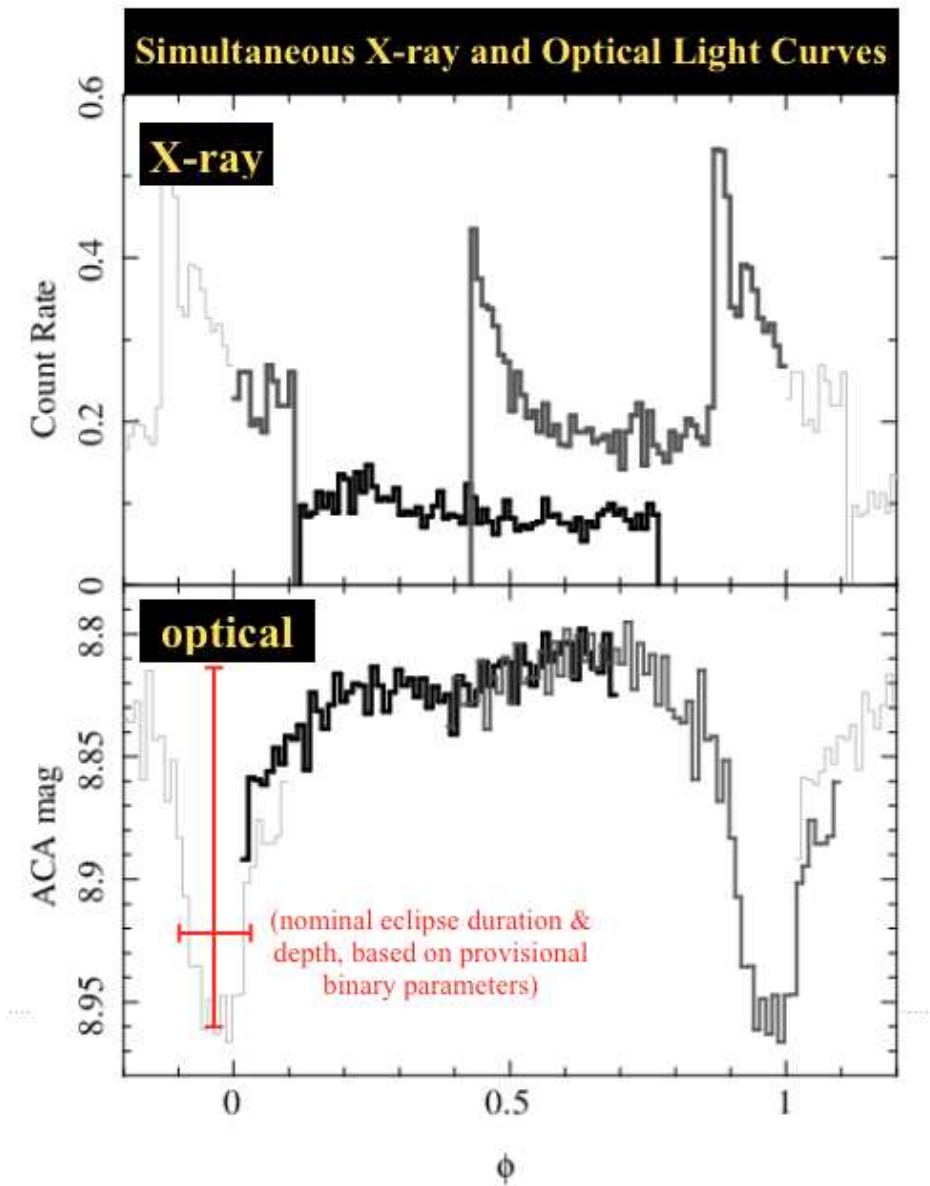 Simultaneous X-ray and Optical Light Curves
X-ray
0.6
0.4
0.2
0
Count Rate
optical
8.8
8.85
8.9
8.95
ACA mag
(nominal eclipse duration &
depth, based on provisional
binary parameters)
0
0.5
1
ϕ